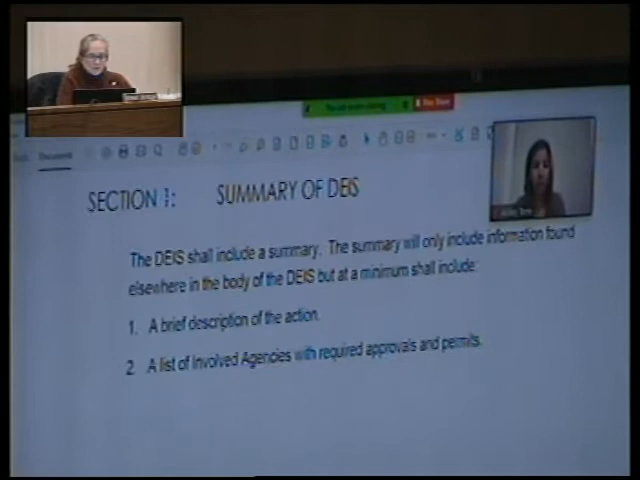 Document
SECTION 1: SUMMARY OF DEIS
The DEIS shall include a summary. The summary will only include information found
elsewhere in the body of the DEIS but at a minimum shall include:
1. A brief description of the action.
2. A list of Involved Agencies with required approvals and permits.